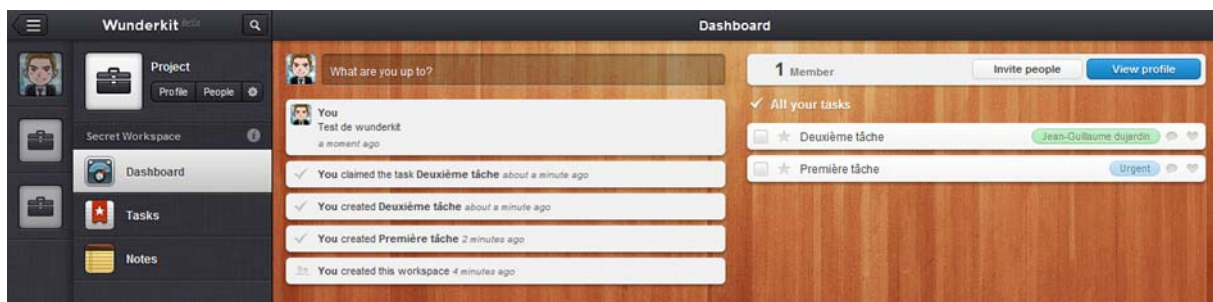 Wunderkit Beta
Dashboard
Project
Profile People
Secret Workspace
Dashboard
Tasks
Notes
What are you up to?
You
Test de wunderkit
a moment ago
You claimed the task Deuxième tâche about a minute ago
You created Deuxième tâche about a minute ago
You created Première tâche 2 minutes ago
You created this workspace 4 minutes ago
1 Member
Invite people
View profile
All your tasks
Deuxième tâche Jean-Guillaume dujardin
Première tâche Urgent